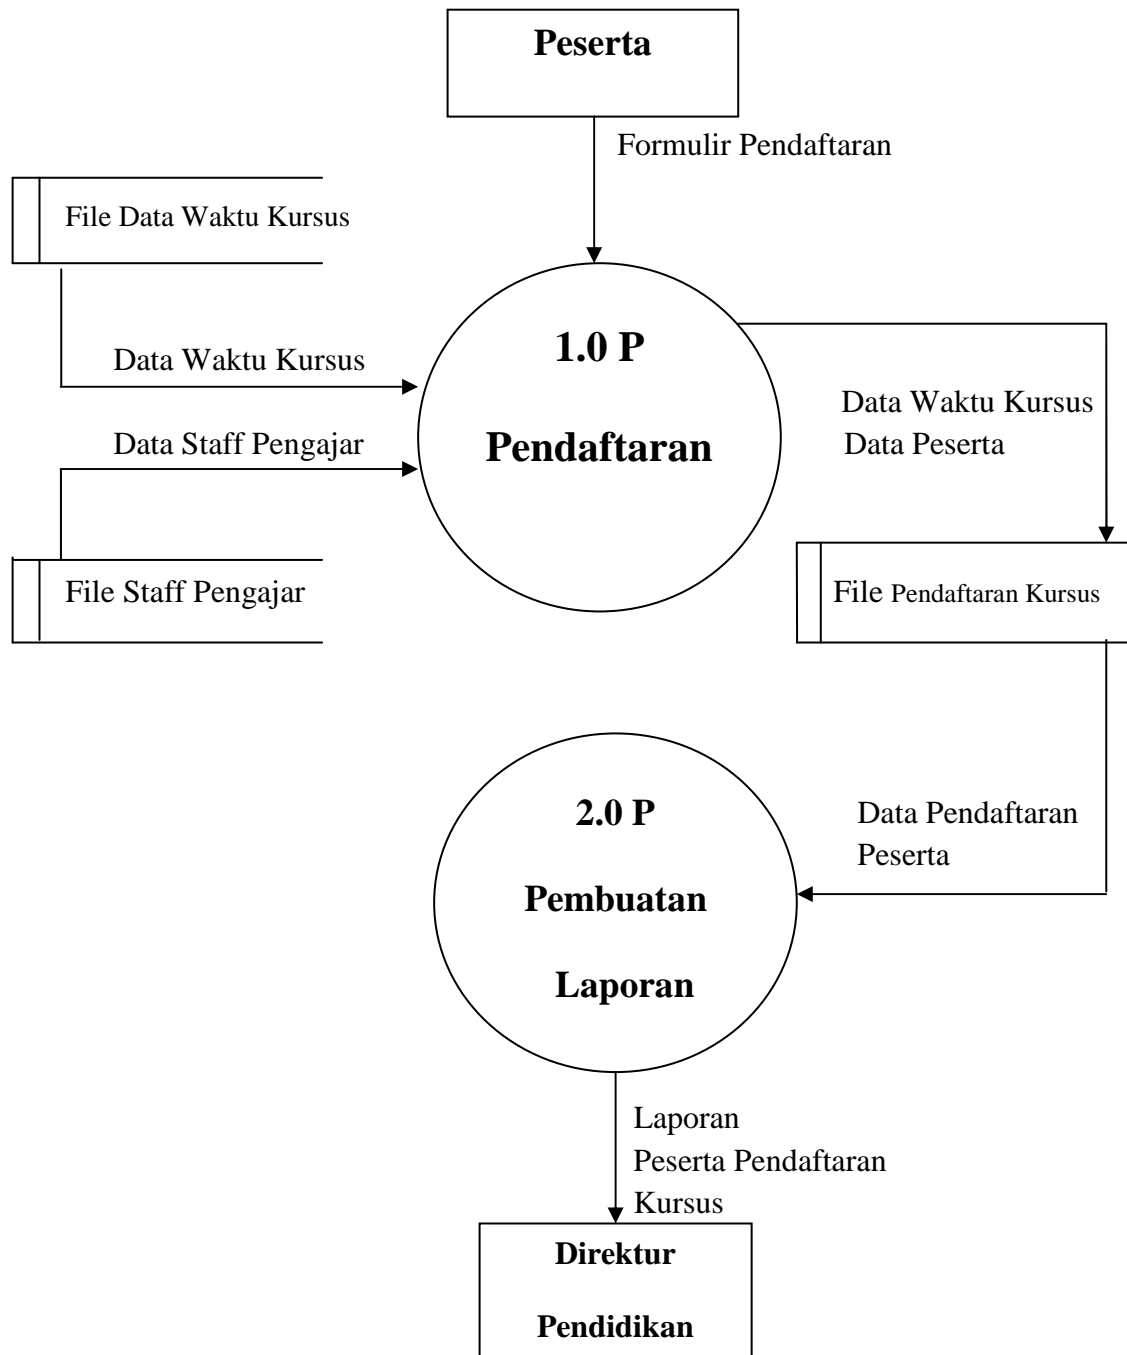 Peserta
Formulir Pendaftaran
File Data Waktu Kursus
1.0 P
Data Waktu Kursus
Data Waktu Kursus
Data Staff Pengajar
Pendaftaran
Data Peserta
File Staff Pengajar
File Pendaftaran Kursus
2.0 P
Data Pendaftaran
Peserta
Pembuatan
Laporan
Laporan
Peserta Pendaftaran
Kursus
Direktur
Pendidikan